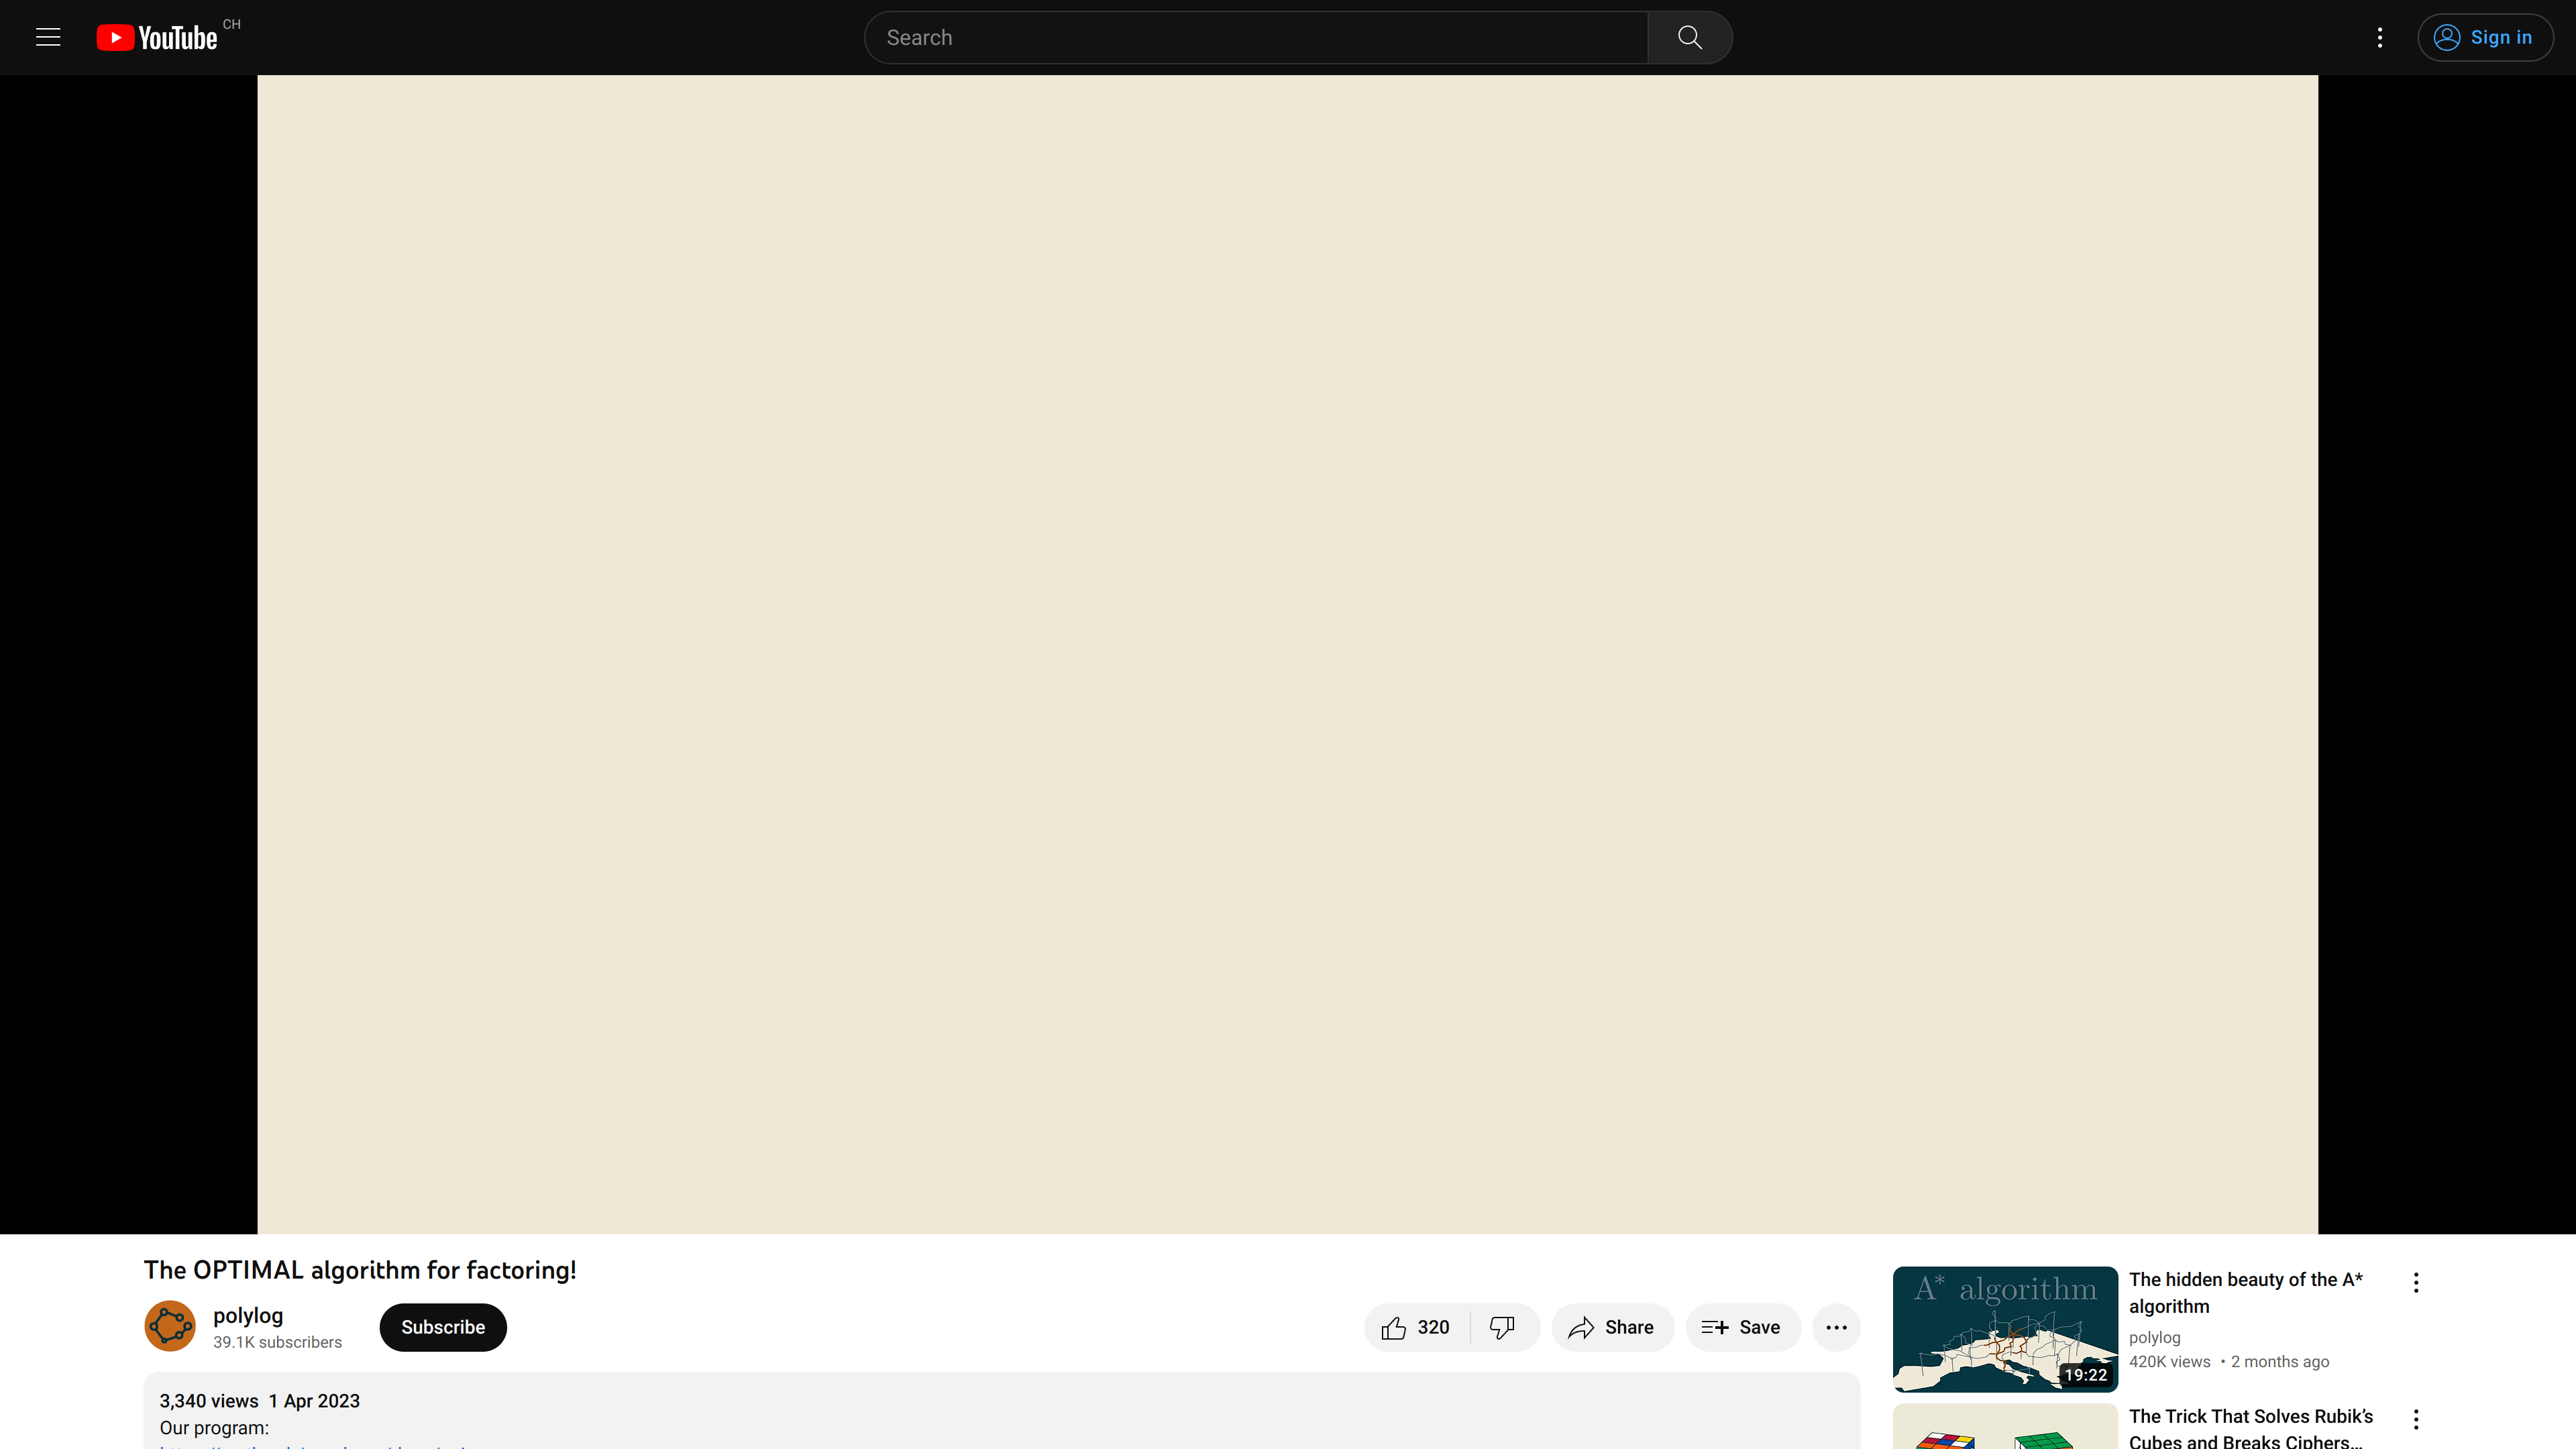 YouTube CH
Search
Sign in
The OPTIMAL algorithm for factoring!
polylog
39.1K subscribers
Subscribe
320
Share
Save
3,340 views 1 Apr 2023
Our program:
A* algorithm
19:22
The hidden beauty of the A*
algorithm
polylog
420K views • 2 months ago
The Trick That Solves Rubik’s
Cubes and Breaks Ciphers…